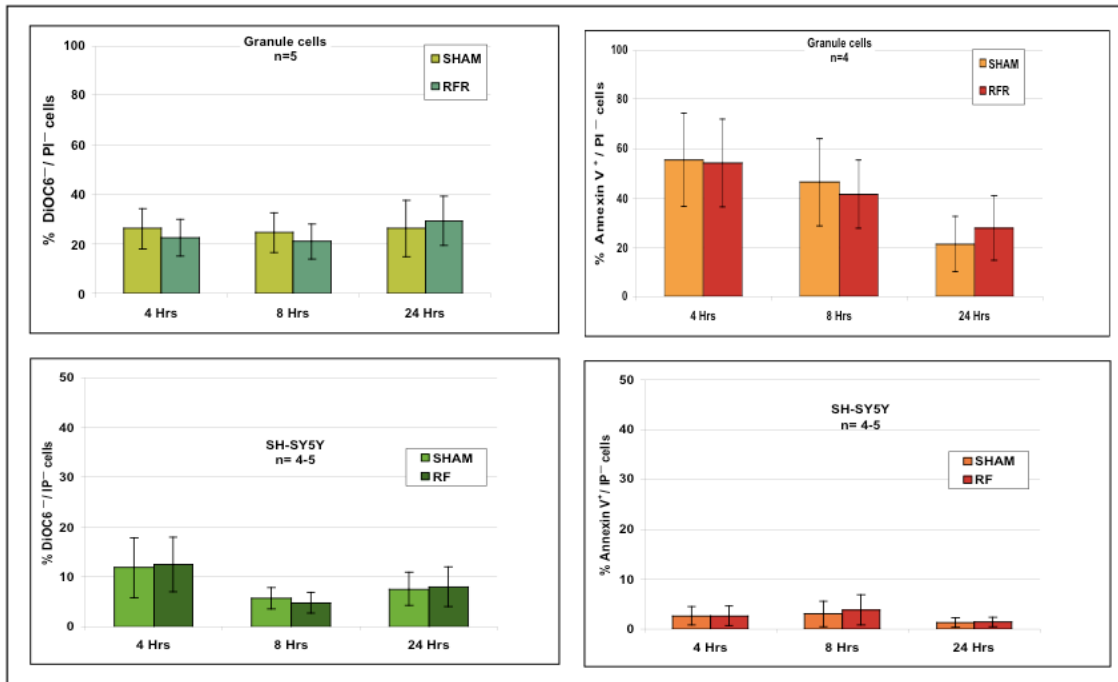 Granule cells
n=5
SHAM
RFR
% DiOC6⁻/ PI⁻ cells
100
80
60
40
20
0
4 Hrs
8 Hrs
24 Hrs
Granule cells
n=4
SHAM
RFR
% Annexin V⁺ / PI⁻ cells
100
80
60
40
20
0
4 Hrs
8 Hrs
24 Hrs
SH-SY5Y
n= 4-5
SHAM
RF
% DiOC6⁻/ IP⁻ cells
50
40
30
20
10
0
4 Hrs
8 Hrs
24 Hrs
SH-SY5Y
n= 4-5
SHAM
RF
% Annexin V⁺/ IP⁻ cells
50
40
30
20
10
0
4 Hrs
8 Hrs
24 Hrs